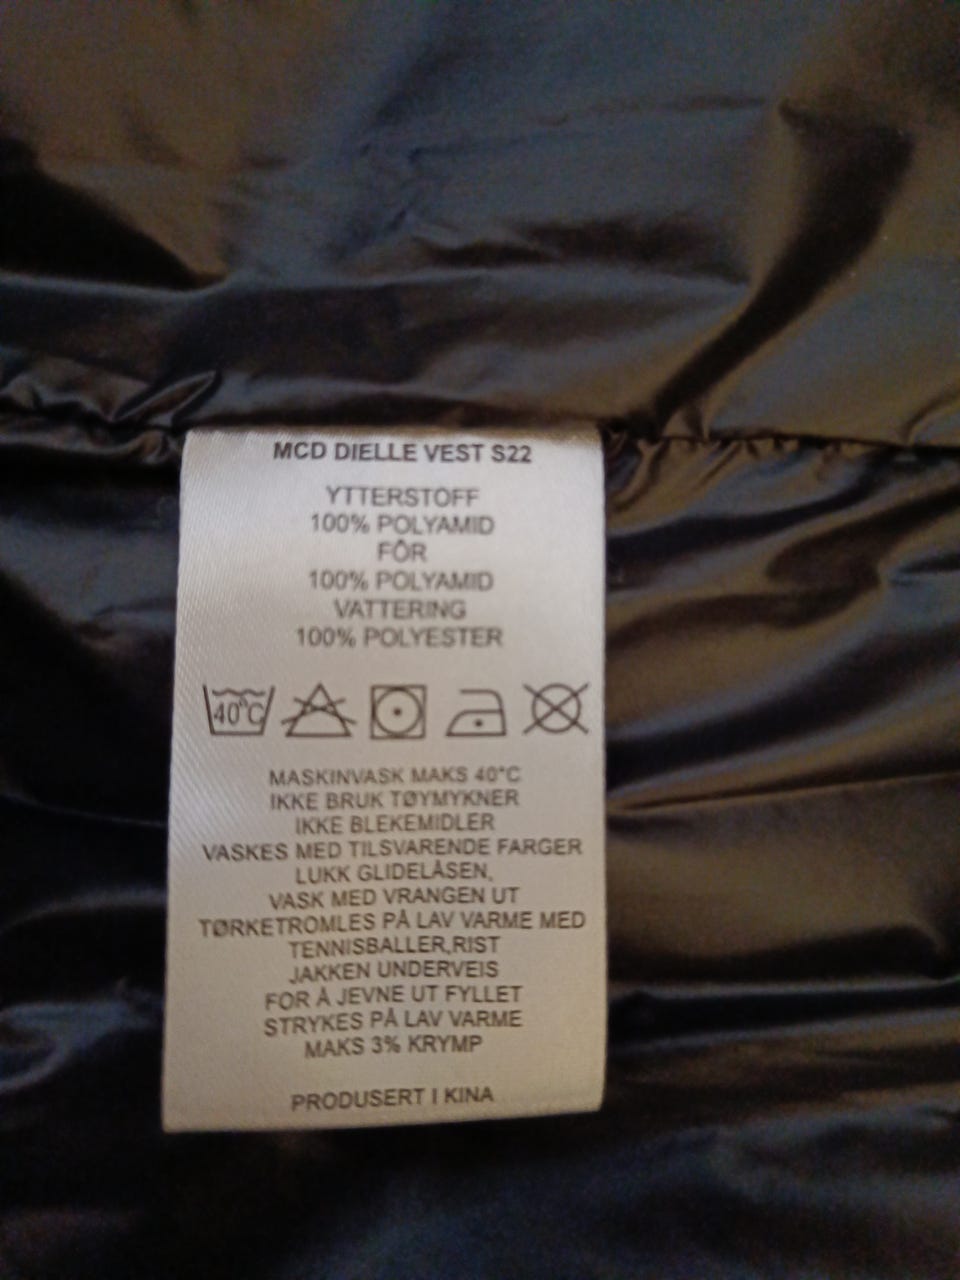 MCD DIELLE VEST S22
YTTERSTOFF
100% POLYAMID
FÔR
100% POLYAMID
VATTERING
100% POLYESTER
40°C
MASKINVASK MAKS 40°C
IKKE BRUK TØYMYKNER
IKKE BLEKEMIDLER
VASKES MED TILSVARENDE FARGER
LUKK GLIDELÅSEN,
VASK MED VRANGEN UT
TØRKETROMLES PÅ LAV VARME MED
TENNISBALLER,RIST
JAKKEN UNDERVEIS
FOR Å JEVNE UT FYLLET
STRYKES PÅ LAV VARME
MAKS 3% KRYMP
PRODUSERT I KINA